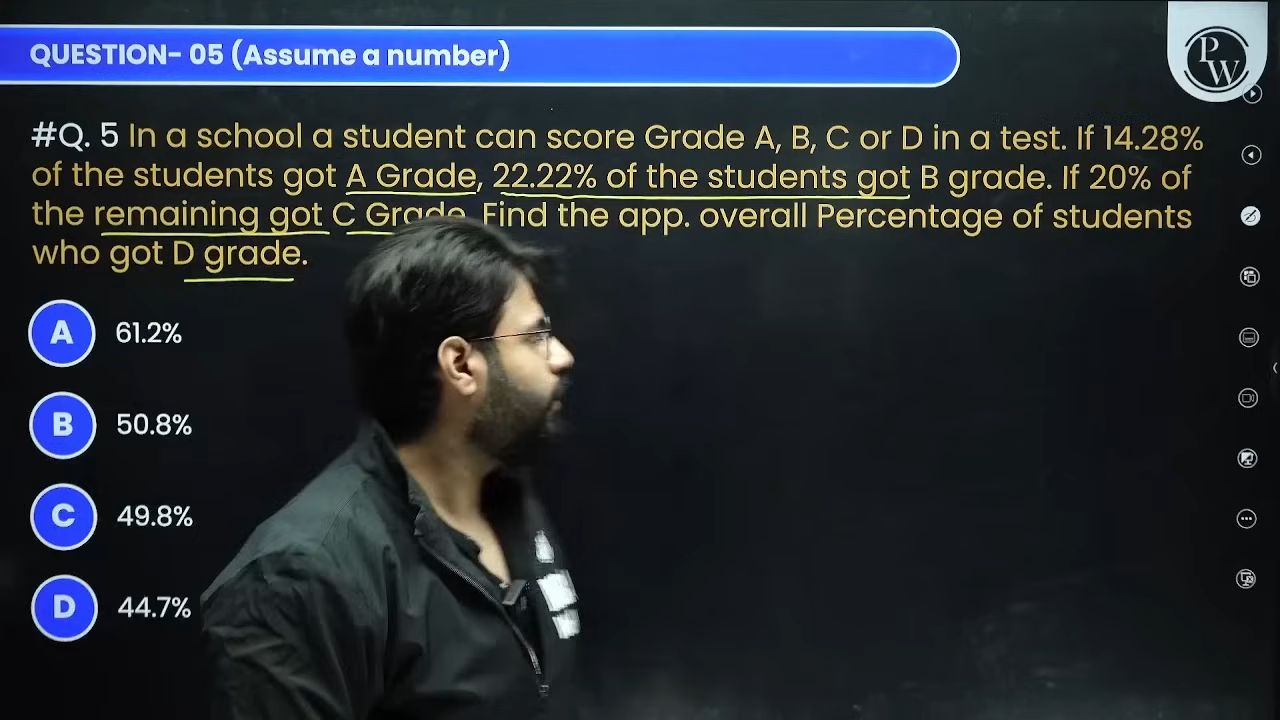 QUESTION- 05 (Assume a number)
PW
#Q. 5 In a school a student can score Grade A, B, C or D in a test. If 14.28%
of the students got A Grade, 22.22% of the students got B grade. If 20% of
the remaining got C Grade. Find the app. overall Percentage of students
who got D grade.
A 61.2%
B 50.8%
C 49.8%
D 44.7%